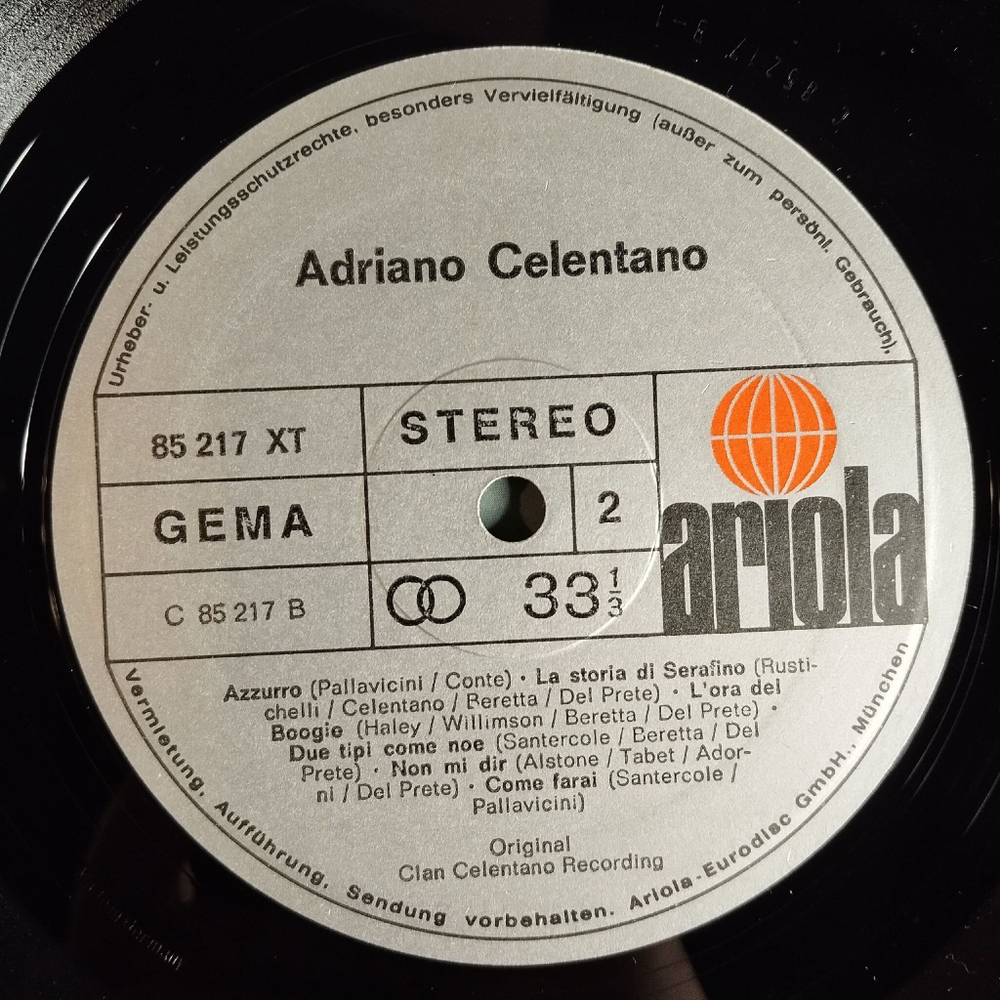 Urheber- u. Leistungsschutzrechte, besonders Vervielfältigung (außer zum persönl. Gebrauch),
Adriano Celentano
85 217 XT
STEREO
GEMA
2
C 85 217 B
33 1/3
ariola
Azzurro (Pallavicini / Conte) · La storia di Serafino (Rusti-
chelli / Celentano / Beretta / Del Prete) · L'ora del
Boogie (Haley / Willimson / Beretta / Del Prete) ·
Due tipi come noe (Santercole / Beretta / Del
Prete) · Non mi dir (Alstone / Tabet / Ador-
ni / Del Prete) · Come farai (Santercole /
Pallavicini)
Original
Clan Celentano Recording
Vermietung, Aufführung, Sendung vorbehalten. Ariola-Eurodisc GmbH., München